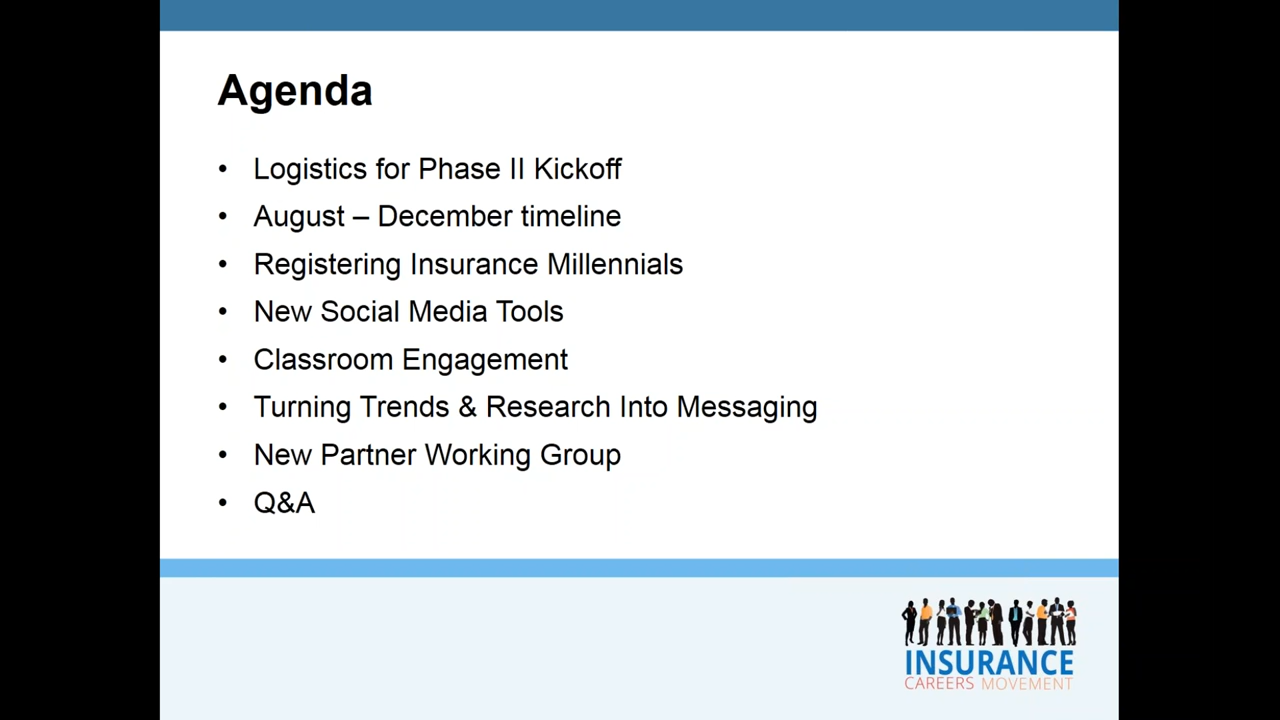 Agenda
• Logistics for Phase II Kickoff
• August – December timeline
• Registering Insurance Millennials
• New Social Media Tools
• Classroom Engagement
• Turning Trends & Research Into Messaging
• New Partner Working Group
• Q&A
INSURANCE
CAREERS MOVEMENT